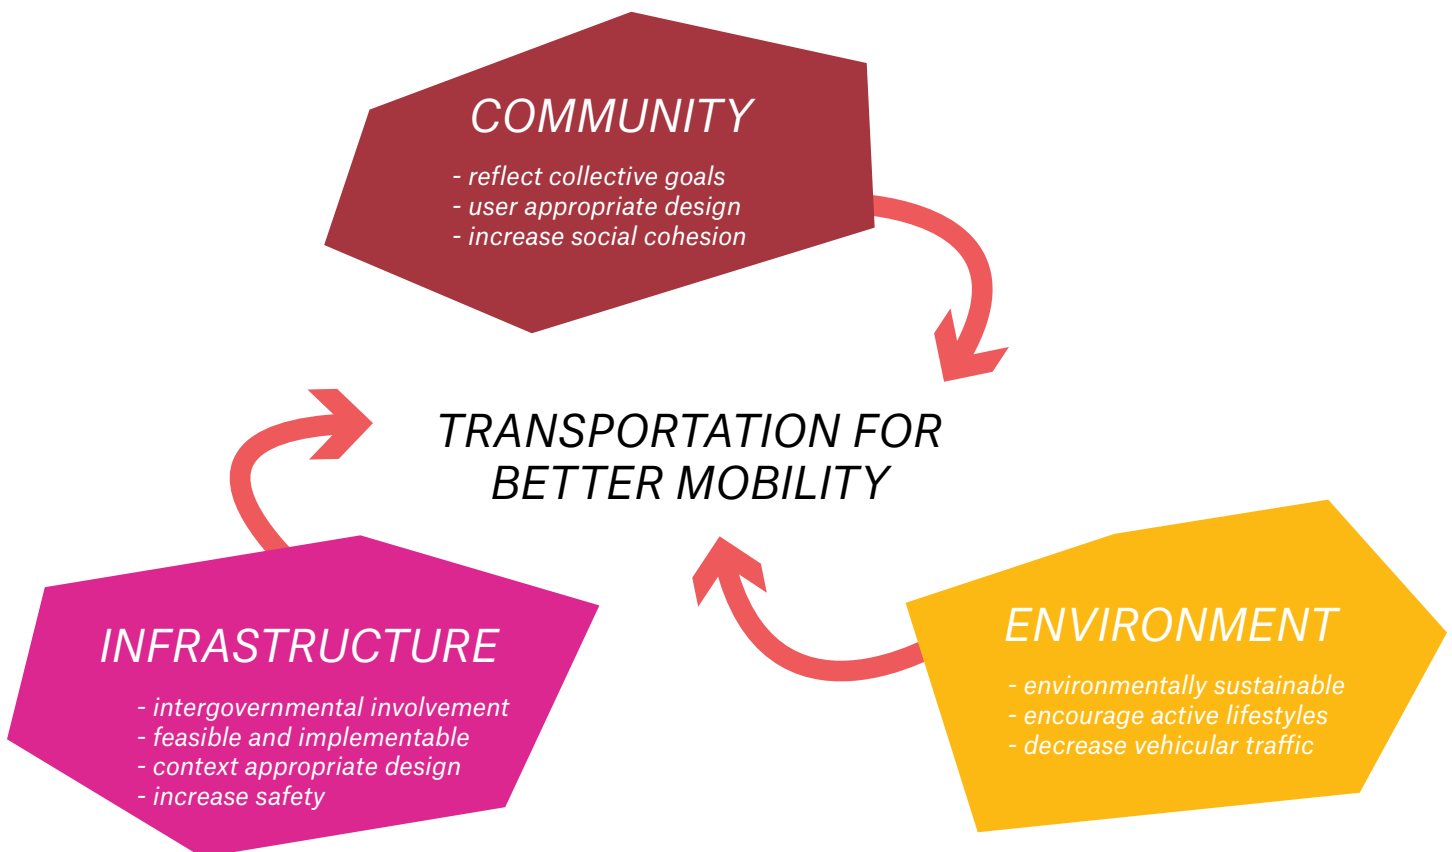 COMMUNITY
- reflect collective goals
- user appropriate design
- increase social cohesion
TRANSPORTATION FOR
BETTER MOBILITY
INFRASTRUCTURE
- intergovernmental involvement
- feasible and implementable
- context appropriate design
- increase safety
ENVIRONMENT
- environmentally sustainable
- encourage active lifestyles
- decrease vehicular traffic